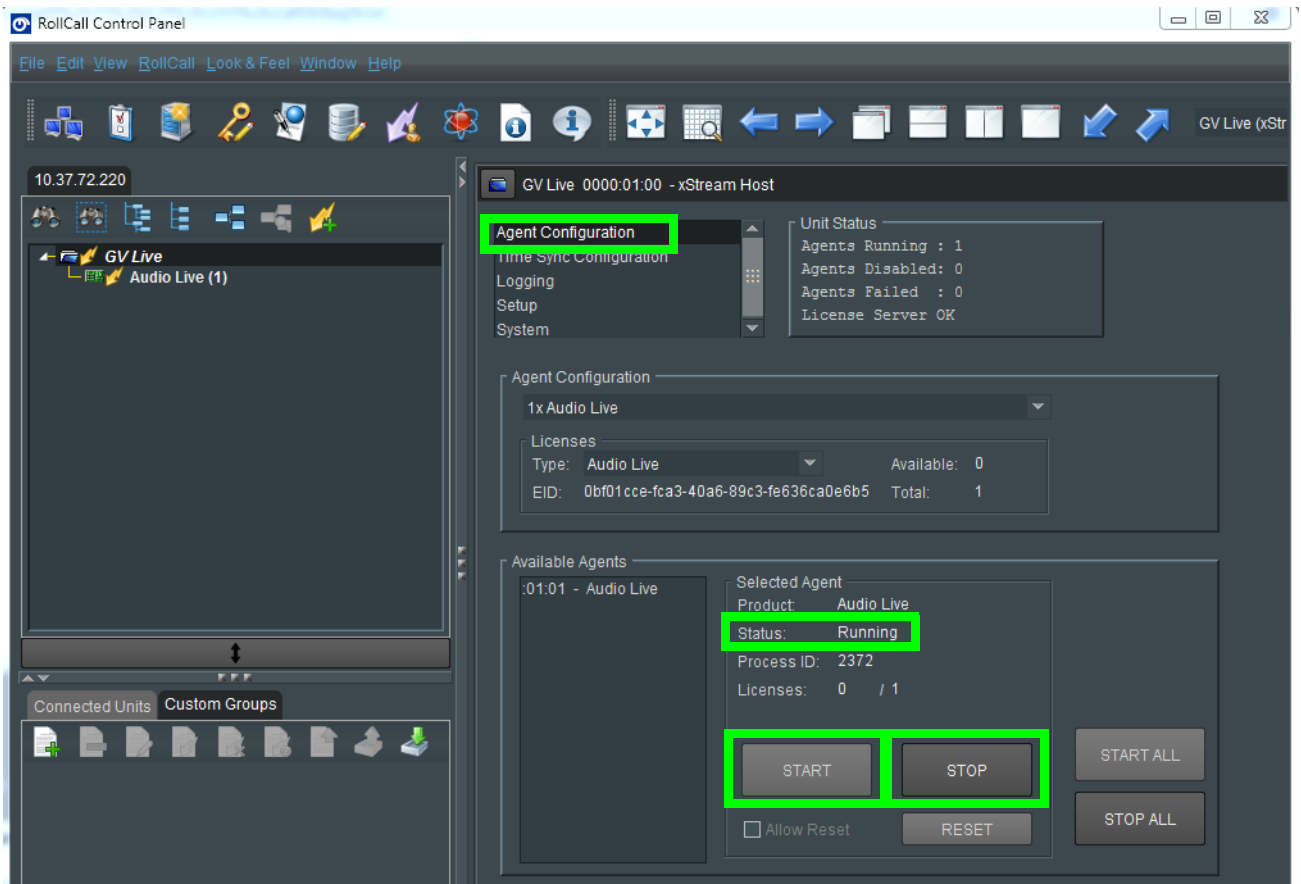 RollCall Control Panel
File Edit View RollCall Look & Feel Window Help
GV Live (xStr
10.37.72.220
GV Live 0000:01:00 - xStream Host
GV Live
Audio Live (1)
Agent Configuration
Time Sync Configuration
Logging
Setup
System
Unit Status
Agents Running : 1
Agents Disabled: 0
Agents Failed : 0
License Server OK
Agent Configuration
1x Audio Live
Licenses
Type: Audio Live Available: 0
EID: 0bf01cce-fca3-40a6-89c3-fe636ca0e6b5 Total: 1
Available Agents
:01:01 - Audio Live
Selected Agent
Product: Audio Live
Status: Running
Process ID: 2372
Licenses: 0 / 1
START STOP
START ALL
Allow Reset RESET
STOP ALL
Connected Units Custom Groups